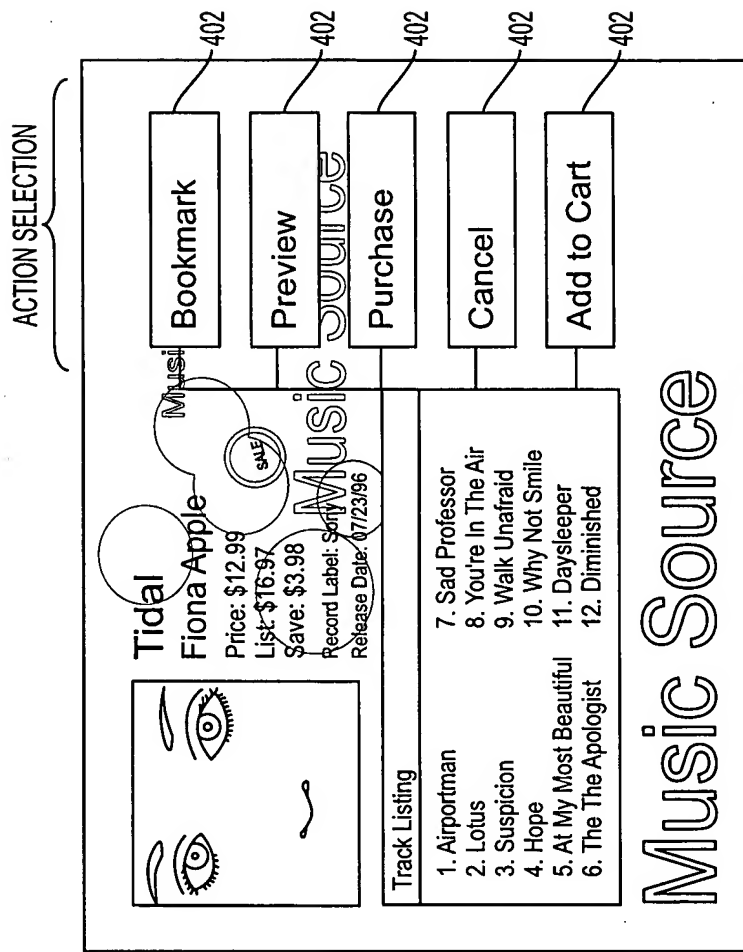 ACTION SELECTION
Tidal
Fiona Apple
Price: $12.99
List: $16.97
Save: $3.98
Record Label: Sony
Release Date: 07/23/96
SALE
Musi
Music Source
Bookmark
402
Preview
402
Purchase
402
Cancel
402
Add to Cart
402
Track Listing
1. Airportman
2. Lotus
3. Suspicion
4. Hope
5. At My Most Beautiful
6. The The Apologist
7. Sad Professor
8. You're In The Air
9. Walk Unafraid
10. Why Not Smile
11. Daysleeper
12. Diminished
Music Source